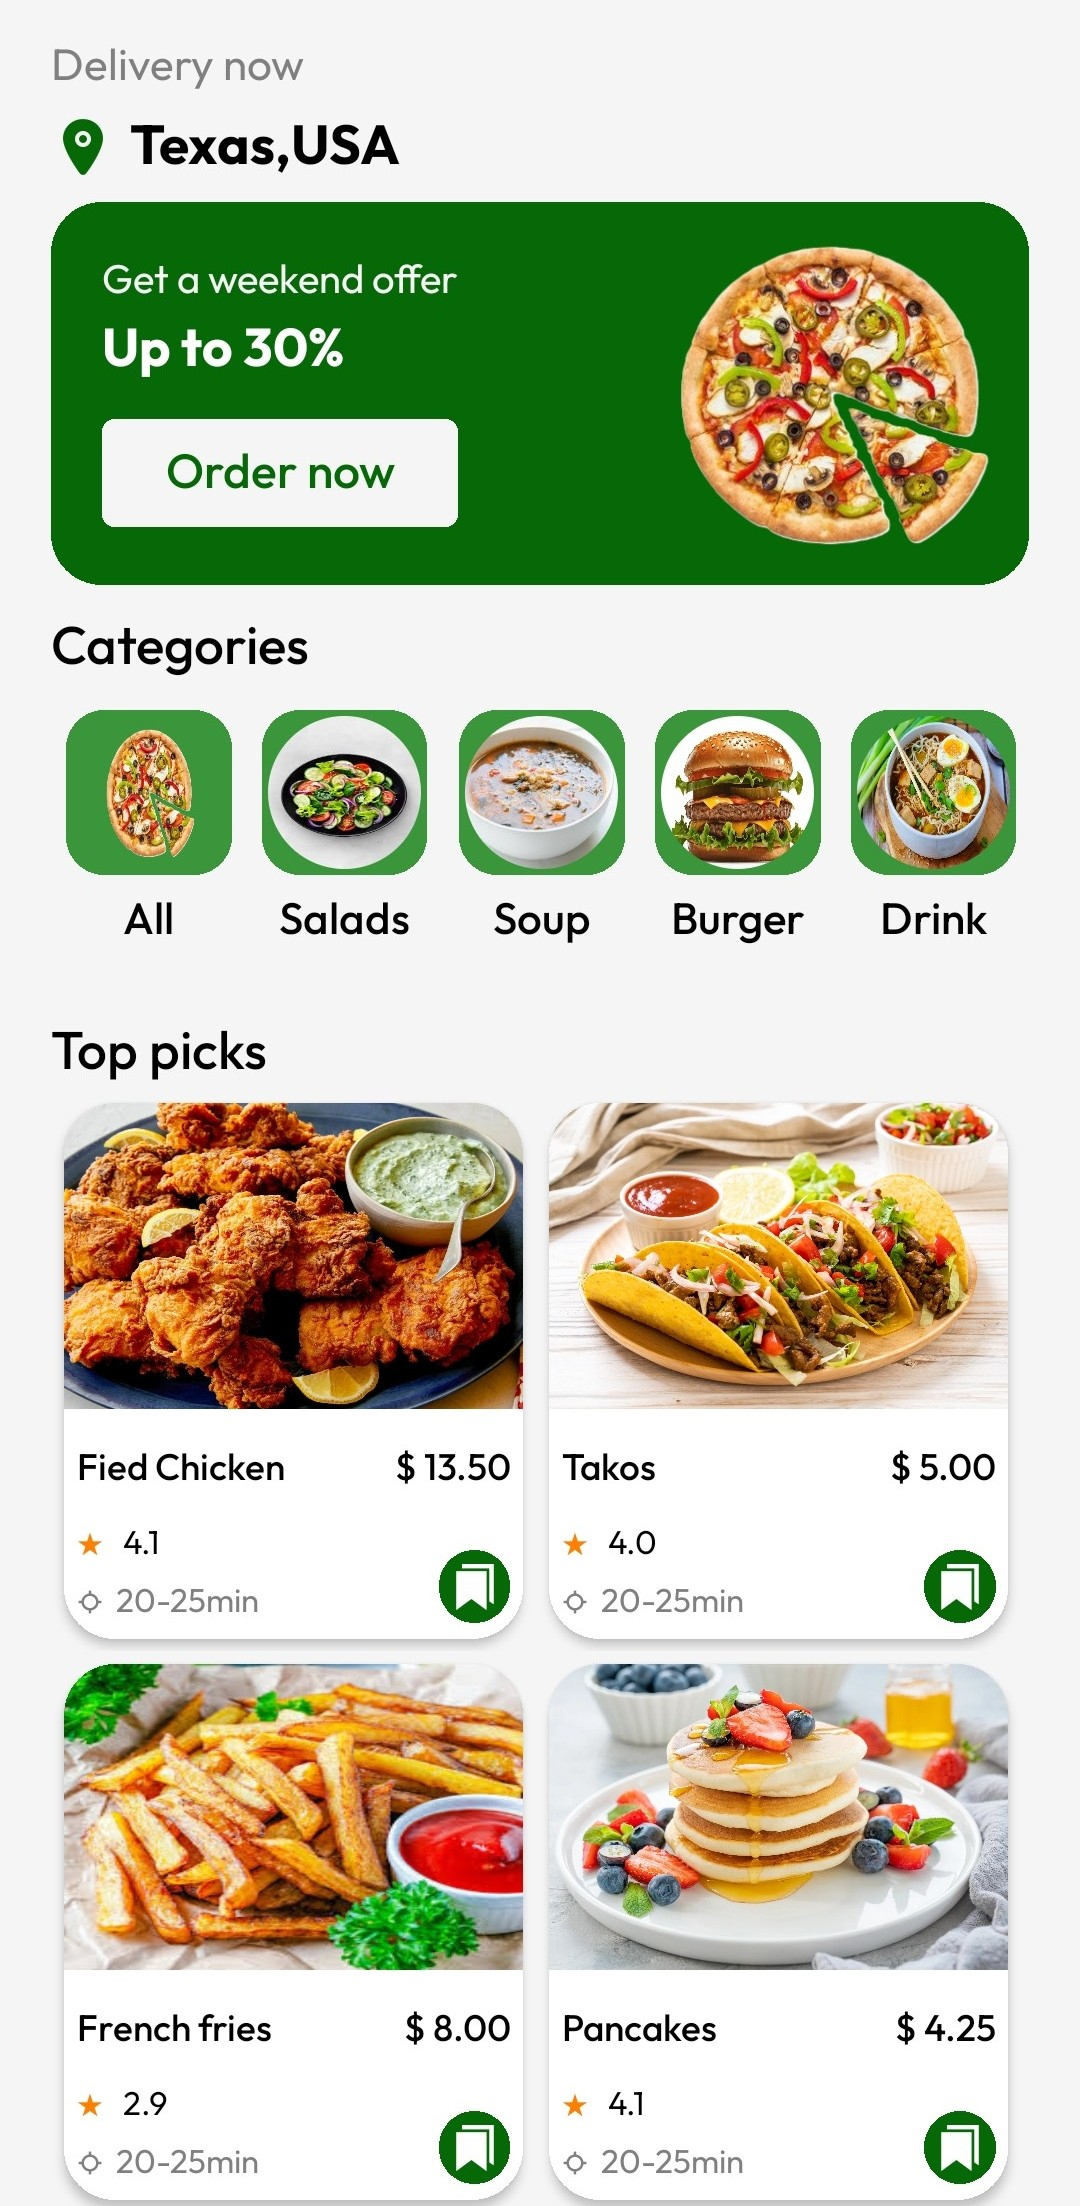 Delivery now
Texas,USA
Get a weekend offer
Up to 30%
Order now
Categories
All
Salads
Soup
Burger
Drink
Top picks
Fied Chicken $ 13.50
4.1
20-25min
Takos $ 5.00
4.0
20-25min
French fries $ 8.00
2.9
20-25min
Pancakes $ 4.25
4.1
20-25min